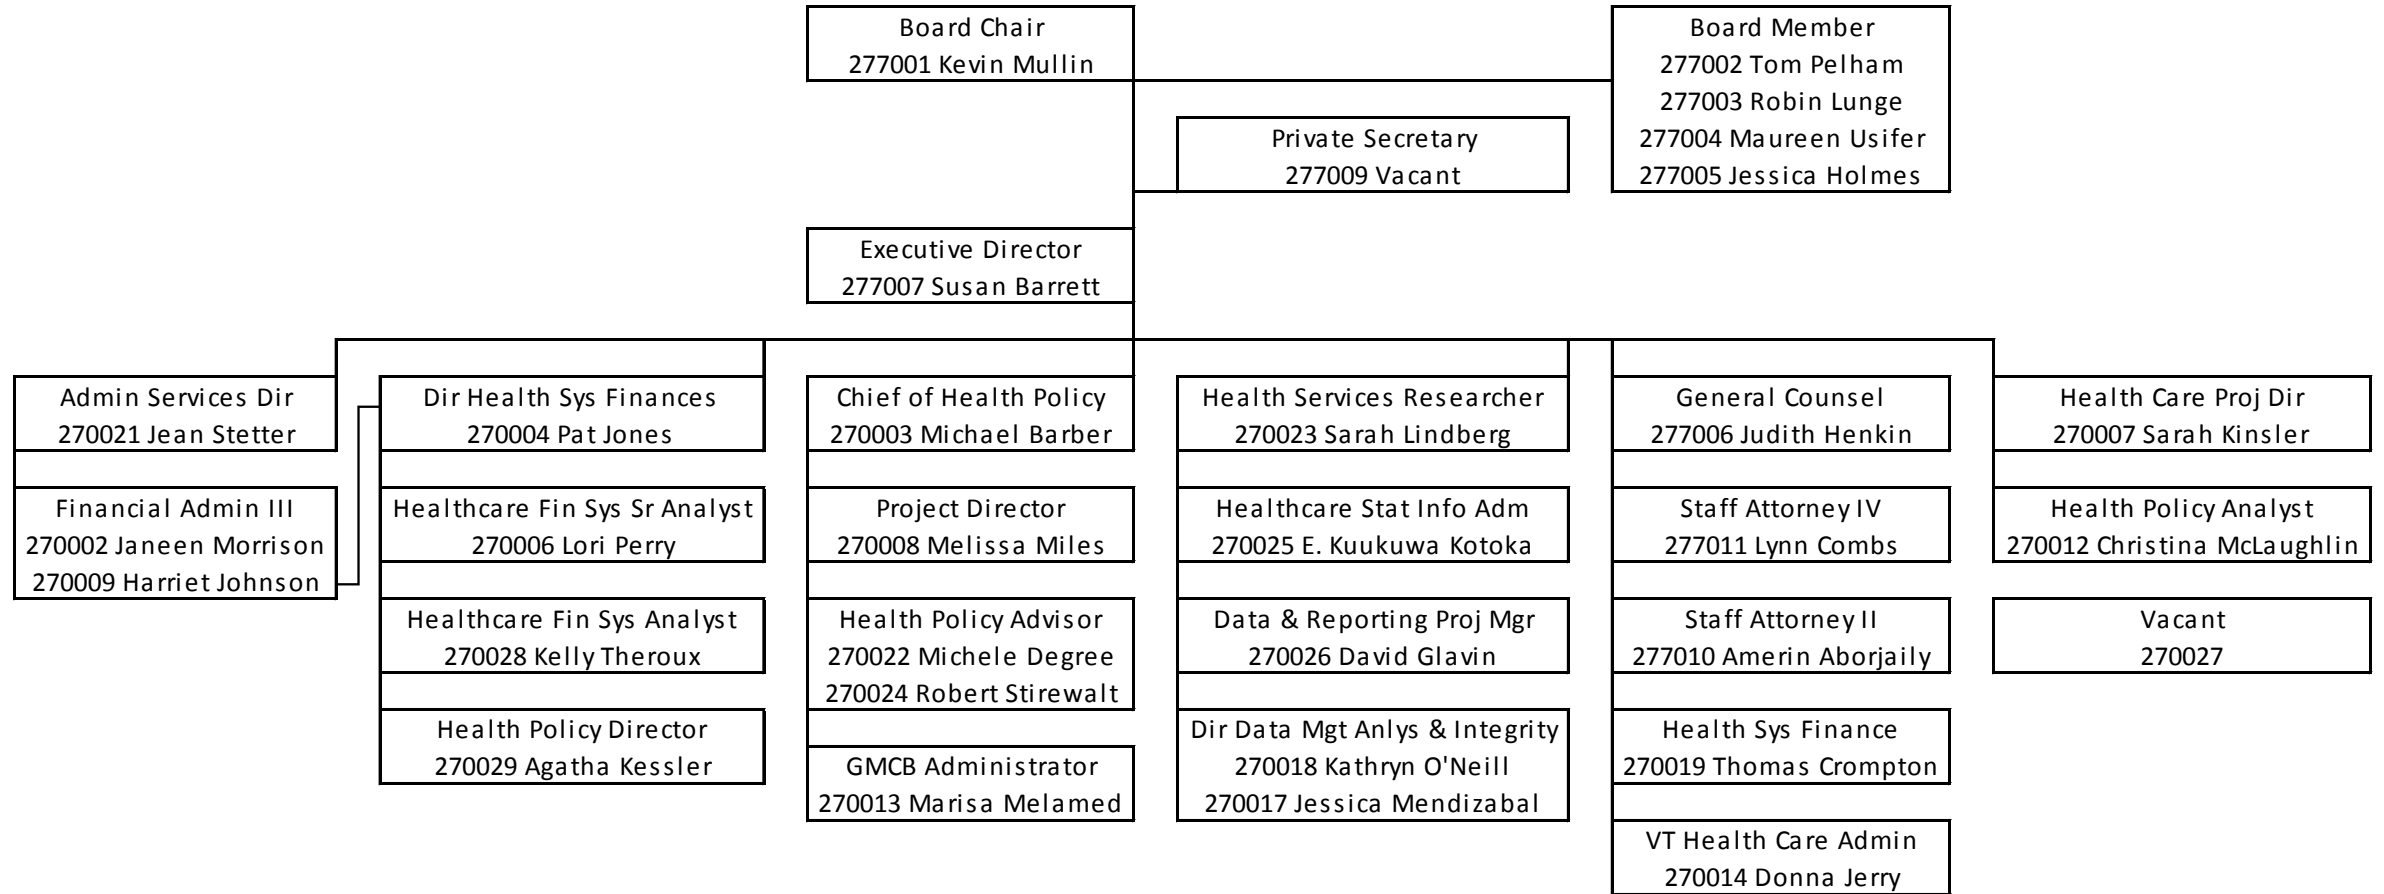 Board Chair
277001 Kevin Mullin
Board Member
277002 Tom Pelham
277003 Robin Lunge
277004 Maureen Usifer
277005 Jessica Holmes
Private Secretary
277009 Vacant
Executive Director
277007 Susan Barrett
Admin Services Dir
270021 Jean Stetter
Financial Admin III
270002 Janeen Morrison
270009 Harriet Johnson
Dir Health Sys Finances
270004 Pat Jones
Healthcare Fin Sys Sr Analyst
270006 Lori Perry
Healthcare Fin Sys Analyst
270028 Kelly Theroux
Health Policy Director
270029 Agatha Kessler
Chief of Health Policy
270003 Michael Barber
Project Director
270008 Melissa Miles
Health Policy Advisor
270022 Michele Degree
270024 Robert Stirewalt
GMCB Administrator
270013 Marisa Melamed
Health Services Researcher
270023 Sarah Lindberg
Healthcare Stat Info Adm
270025 E. Kuukuwa Kotoka
Data & Reporting Proj Mgr
270026 David Glavin
Dir Data Mgt Anlys & Integrity
270018 Kathryn O'Neill
270017 Jessica Mendizabal
General Counsel
277006 Judith Henkin
Staff Attorney IV
277011 Lynn Combs
Staff Attorney II
277010 Amerin Aborjaily
Health Sys Finance
270019 Thomas Crompton
VT Health Care Admin
270014 Donna Jerry
Health Care Proj Dir
270007 Sarah Kinsler
Health Policy Analyst
270012 Christina McLaughlin
Vacant
270027